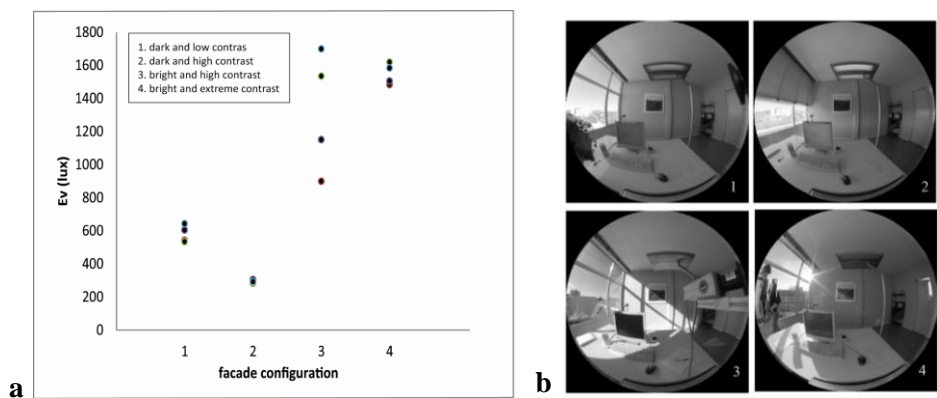 1800
1600
1400
1200
1000
800
600
400
200
0
Ev (lux)
1. dark and low contras
2. dark and high contrast
3. bright and high contrast
4. bright and extreme contrast
1 2 3 4
facade configuration
a
b
1
2
3
4